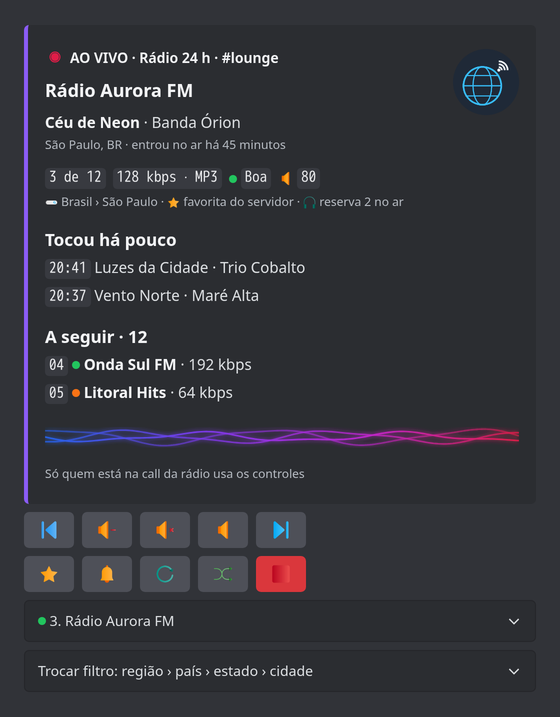 AO VIVO · Rádio 24 h · #lounge
Rádio Aurora FM
Céu de Neon · Banda Órion
São Paulo, BR · entrou no ar há 45 minutos
3 de 12 128 kbps · MP3 Boa 80
Brasil › São Paulo · favorita do servidor · reserva 2 no ar
Tocou há pouco
20:41 Luzes da Cidade · Trio Cobalto
20:37 Vento Norte · Maré Alta
A seguir · 12
04 Onda Sul FM · 192 kbps
05 Litoral Hits · 64 kbps
Só quem está na call da rádio usa os controles
3. Rádio Aurora FM
Trocar filtro: região › país › estado › cidade